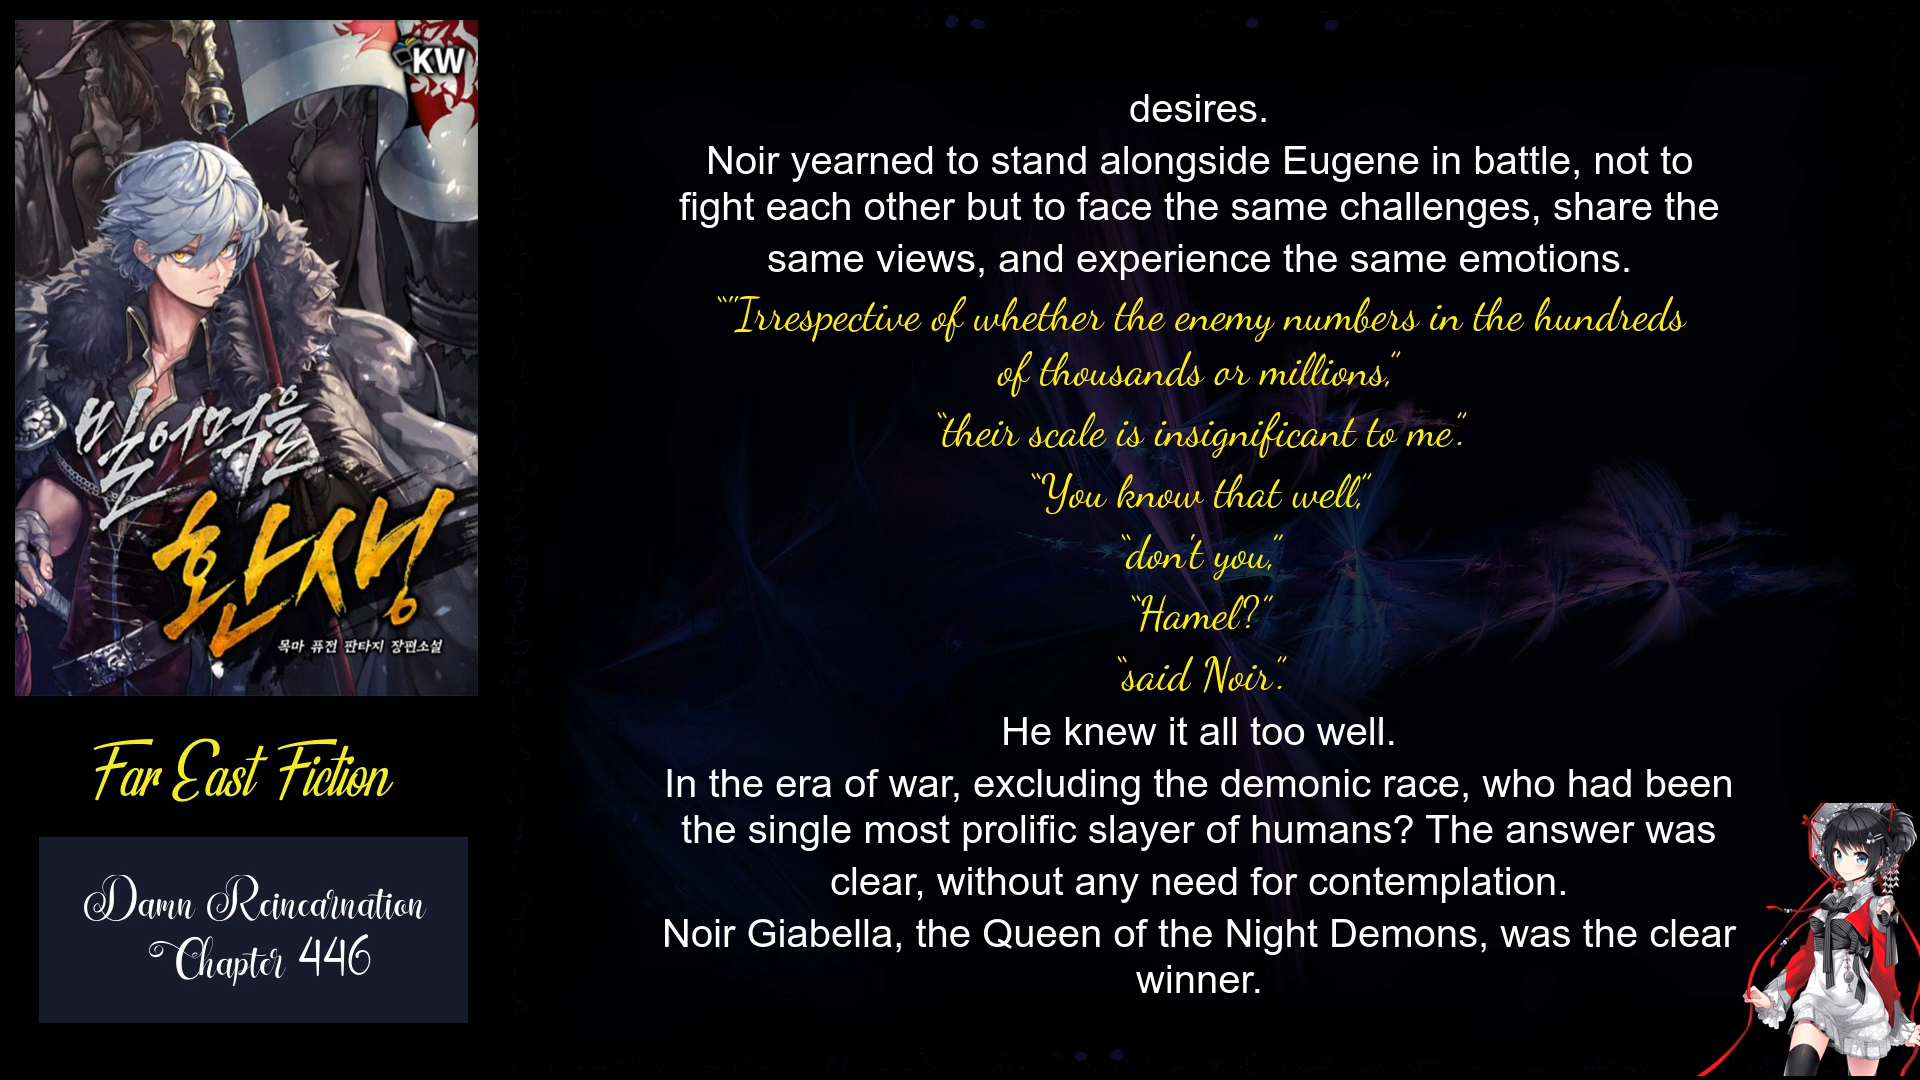 KW
빌어먹을
환생
목마 퓨전 판타지 장편소설
Far East Fiction
Damn Reincarnation
Chapter 446
desires.
Noir yearned to stand alongside Eugene in battle, not to
fight each other but to face the same challenges, share the
same views, and experience the same emotions.
“"Irrespective of whether the enemy numbers in the hundreds
of thousands or millions,”
“their scale is insignificant to me”.
“You know that well,”
“don't you,”
“Hamel?”
“said Noir”.
He knew it all too well.
In the era of war, excluding the demonic race, who had been
the single most prolific slayer of humans? The answer was
clear, without any need for contemplation.
Noir Giabella, the Queen of the Night Demons, was the clear
winner.